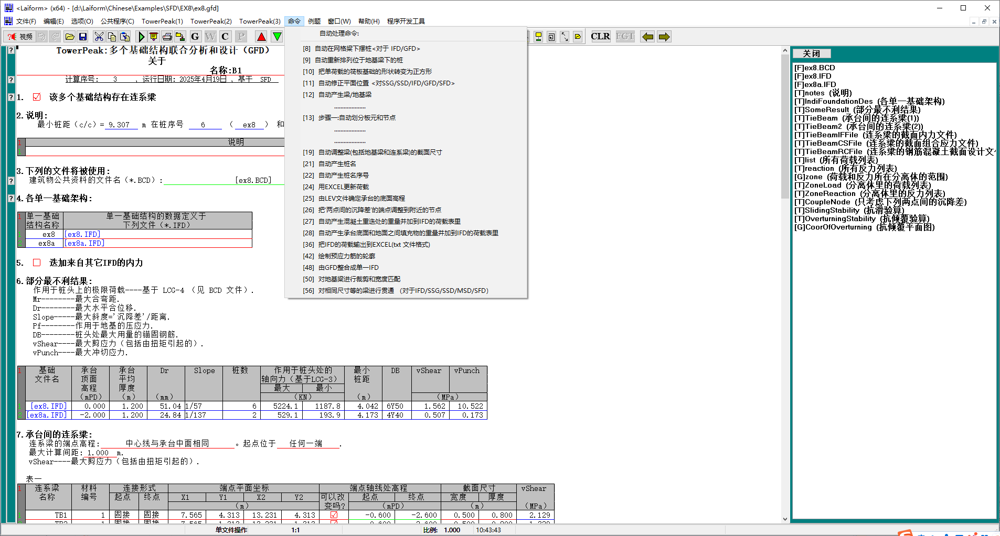 <Laiform> (x64) - [d:\Laiform\Chinese\Examples\SFD\EX8\ex8.gfd]
文件(F) 编辑(E) 选项(O) 公共程序(C) TowerPeak(1) TowerPeak(2) TowerPeak(3) 命令 例题 窗口(W) 帮助(H) 程序开发工具
视频 G W C P CLR FGT
自动处理命令:
[8] 自动在网格梁下摆桩<对于 IFD/GFD>
[9] 自动重新排列位于地基梁下的桩
[10] 把单荷载的筏板基础的形状转变为正方形
[11] 自动修正平面位置 <对SSG/SSD/IFD/GFD/SFD>
[12] 自动产生梁/地基梁
....................
[13] 步骤一:自动划分板元和节点
....................
....................
[19] 自动调整梁(包括地基梁和连系梁)的截面尺寸
[21] 自动产生桩名
[22] 自动产生桩名序号
[24] 用EXCEL更新荷载
[25] 由LEV文件确定承台的底面高程
[26] 把'两点间的沉降差'的端点调整到附近的节点
[27] 自动产生混凝土重迭处的重量并加到IFD的荷载表里
[28] 自动产生承台底面和地面之间填充物的重量并加到IFD的荷载表里
[36] 把IFD的荷载输出到EXCEL(txt 文件格式)
[42] 绘制预应力筋的轮廓
[48] 由GFD整合成单一IFD
[50] 对地基梁进行裁剪和宽度匹配
[56] 对相同尺寸等的梁进行贯通 （对于IFD/SSG/SSD/MSD/SFD）
TowerPeak:多个基础结构联合分析和设计（GFD）
关于
名称:B1
计算序号: 3 , 运行日期: 2025年4月19日 , 基于 SFD
1. 该多个基础结构存在连系梁
2.说明:
最小桩距（c/c）= 9.307 m 在桩序号 6 （ ex8 ） 和
1 说明
3.下列的文件将被使用:
建筑物公共资料的文件名（*.BCD）: [ex8.BCD]
4.各单一基础架构:
1 单一基础结构名称 单一基础结构的数据定义于下列文件（*.IFD）
1 ex8 [ex8.IFD]
2 ex8a [ex8a.IFD]
5. 迭加来自其它IFD的内力
6.部分最不利结果:
作用于桩头上的极限荷载----基于 LCG-4 （见 BCD 文件）.
Mr--------最大合弯距.
Dr--------最大水平合位移.
Slope-----最大斜度='沉降差'/距离.
Pf--------作用于地基的压应力.
DB--------桩头处最大用量的锚固钢筋.
vShear----最大剪应力（包括由扭矩引起的）.
vPunch----最大冲切应力.
1 基础 承台 承台 Dr Slope 桩数 作用于桩头处的 最小 DB vShear vPunch
文件名 顶面 平均 轴向力（基于LCG-3） 桩距
高程 厚度 最大 最小
（mPD） （m） （mm） （KN） （m） （MPa）
1 [ex8.IFD] 0.000 1.200 51.04 1/57 6 5224.1 1187.8 4.042 6Y50 1.562 10.522
2 [ex8a.IFD] -2.000 1.200 24.84 1/137 2 529.1 193.9 4.173 4Y40 0.507 0.173
7.承台间的连系梁:
连系梁的端点高程: 中心线与承台中面相同 。起点位于 任何一端 .
最大计算间距: 1.000 m.
vShear----最大剪应力（包括由扭矩引起的）.
表一
1 连系梁 材料 连接形式 端点平面坐标 端点轴线处高程 截面尺寸 vShear
名称 编号 起点 终点 X1 Y1 X2 Y2 可以改 起点 终点 宽度 厚度
（m） 变吗? （mPD） （m） （MPa）
TB1 1 固接 固接 7.565 4.313 13.231 4.313 -0.600 -2.600 0.500 0.800 2.129
关闭
[F]ex8.BCD
[F]ex8.IFD
[F]ex8a.IFD
[T]notes (说明)
[T]IndiFoundationDes (各单一基础架构)
[T]SomeResult (部分最不利结果)
[T]TieBeam (承台间的连系梁(1))
[T]TieBeam2 (承台间的连系梁(2))
[T]TieBeamIFFile (连系梁的截面内力文件)
[T]TieBeamCSFile (连系梁的截面组合应力文件)
[T]TieBeamRCFile (连系梁的钢筋混凝土截面设计文
[T]list (所有荷载列表)
[T]reaction (所有反力列表)
[G]zone (荷载和反力所在分离体的范围)
[T]ZoneLoad (分离体里的荷载列表)
[T]ZoneReaction (分离体里的反力列表)
[T]CoupleNode (只考虑下列两点间的沉降差)
[T]SlidingStability (抗滑验算)
[T]OverturningStability (抗倾覆验算)
[G]CoorOfOverturning (抗倾覆平面图)
单文件操作 1:1 比例: 1.000 10:43:43